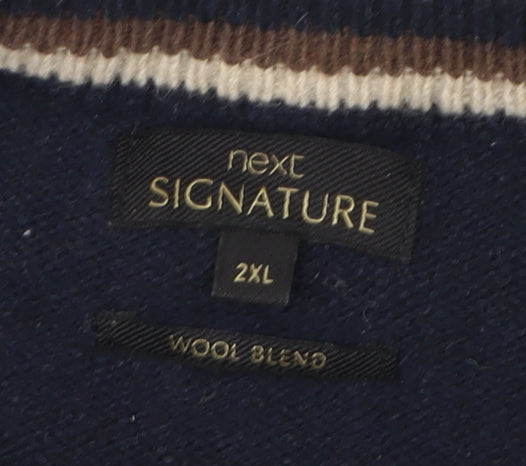 next
SIGNATURE
2XL
WOOL BLEND